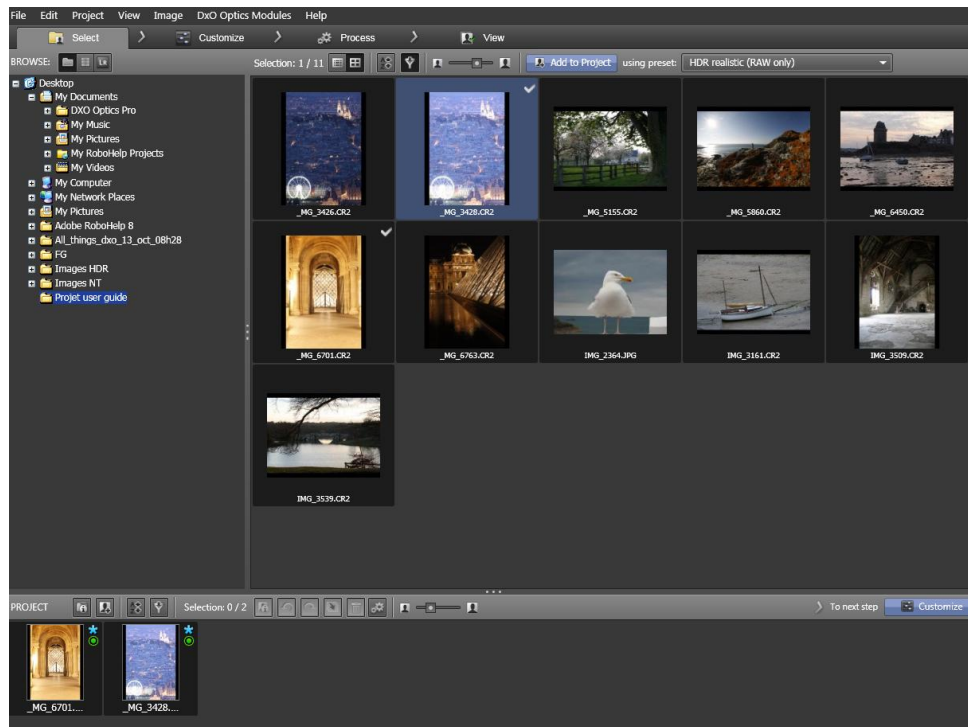 File Edit Project View Image DxO Optics Modules Help
Select Customize Process View
BROWSE: Selection: 1 / 11 Add to Project using preset: HDR realistic (RAW only)
Desktop
My Documents
DXO Optics Pro
My Music
My Pictures
My RoboHelp Projects
My Videos
My Computer
My Network Places
My Pictures
Adobe RoboHelp 8
All_things_dxo_13_oct_08h28
FG
Images HDR
Images NT
Projet user guide
_MG_3426.CR2 _MG_3428.CR2 _MG_5155.CR2 _MG_5860.CR2 _MG_6450.CR2
_MG_6701.CR2 _MG_6763.CR2 IMG_2364.JPG IMG_3161.CR2 IMG_3509.CR2
IMG_3539.CR2
PROJECT Selection: 0 / 2 To next step Customize
_MG_6701.... _MG_3428....